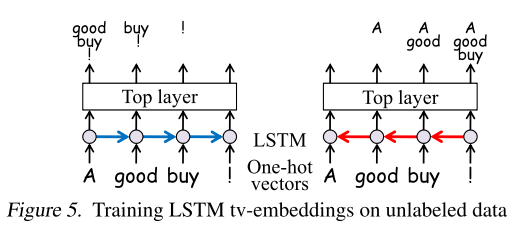 good buy ! A A A
buy ! good good
! buy
Top layer Top layer
LSTM
A good buy ! One-hot vectors A good buy !
Figure 5. Training LSTM tv-embeddings on unlabeled data